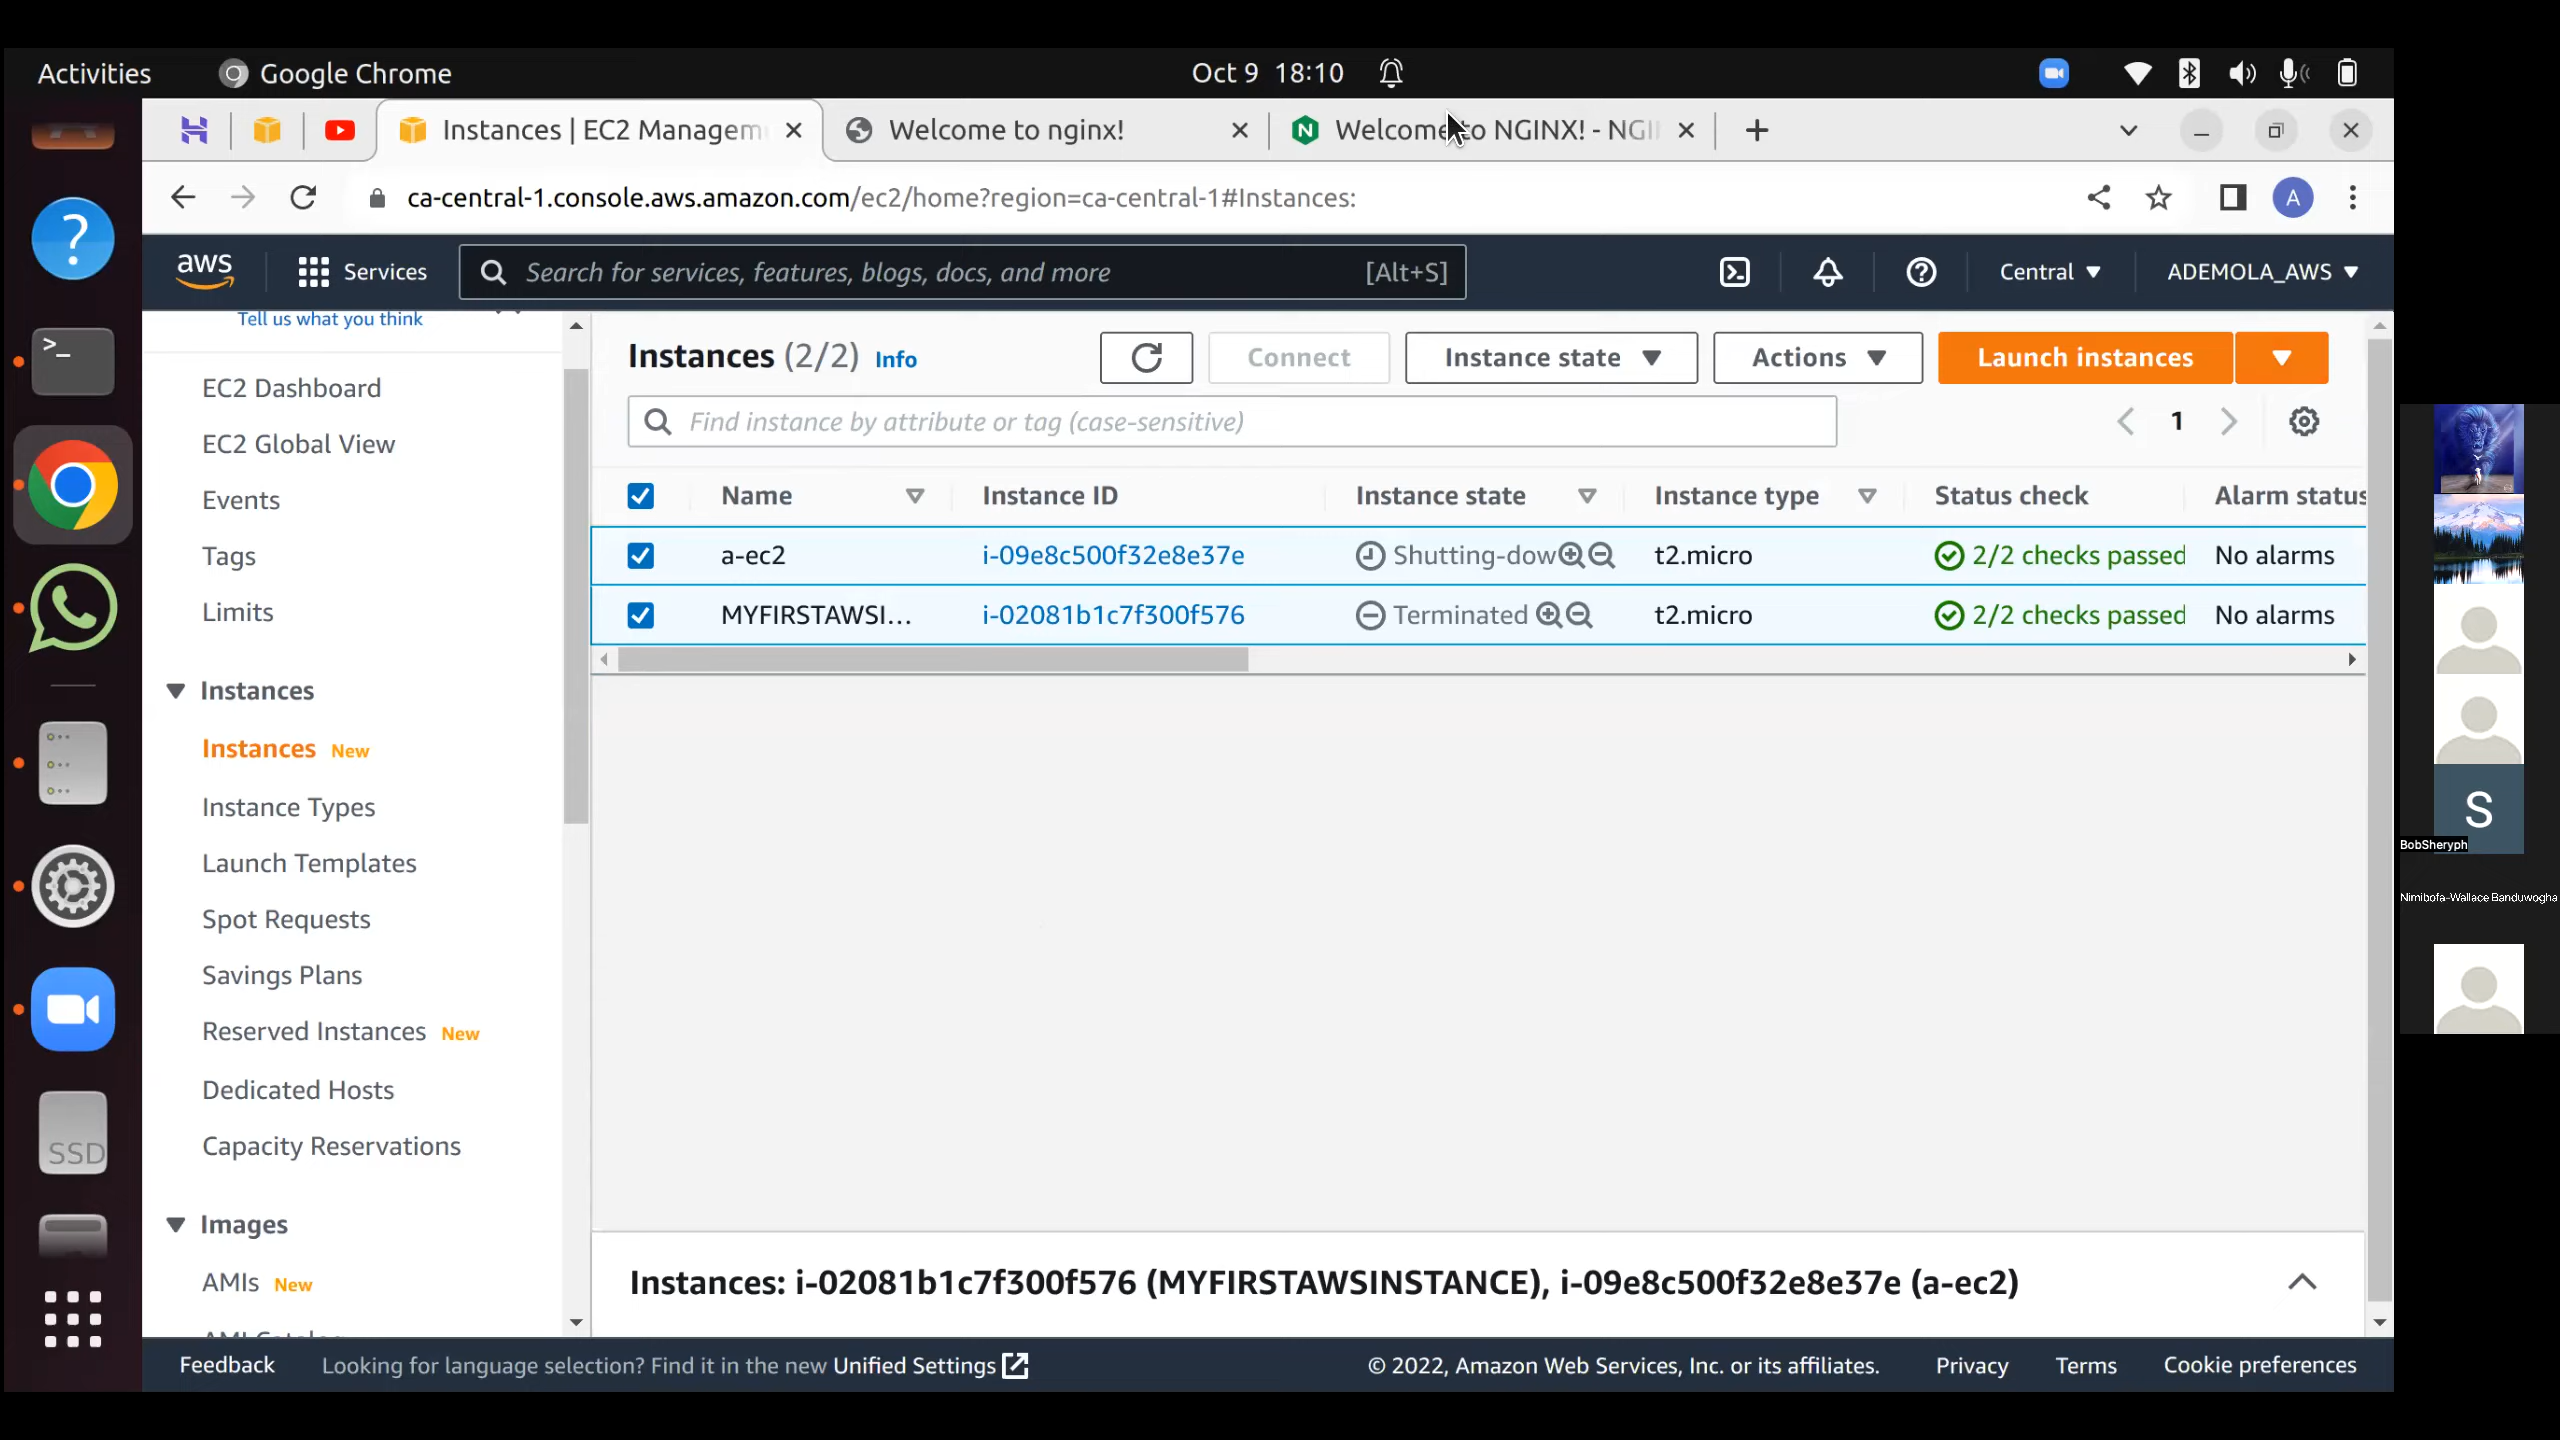 Activities
Google Chrome
Oct 9 18:10
Instances | EC2 Managem
Welcome to nginx!
Welcome to NGINX! - NGI
ca-central-1.console.aws.amazon.com/ec2/home?region=ca-central-1#Instances:
A
aws
Services
Search for services, features, blogs, docs, and more
[Alt+S]
Central
ADEMOLA_AWS
Tell us what you think
EC2 Dashboard
EC2 Global View
Events
Tags
Limits
Instances
Instances New
Instance Types
Launch Templates
Spot Requests
Savings Plans
Reserved Instances New
Dedicated Hosts
Capacity Reservations
Images
AMIs New
AMI Catalog
Instances (2/2) Info
Connect
Instance state
Actions
Launch instances
Find instance by attribute or tag (case-sensitive)
1
Name Instance ID Instance state Instance type Status check Alarm status
a-ec2 i-09e8c500f32e8e37e Shutting-dow t2.micro 2/2 checks passed No alarms
MYFIRSTAWSI... i-02081b1c7f300f576 Terminated t2.micro 2/2 checks passed No alarms
Instances: i-02081b1c7f300f576 (MYFIRSTAWSINSTANCE), i-09e8c500f32e8e37e (a-ec2)
Feedback
Looking for language selection? Find it in the new Unified Settings
© 2022, Amazon Web Services, Inc. or its affiliates.
Privacy
Terms
Cookie preferences
SSD
S
BobSheryph
Nimibofa-Wallace Banduwogha